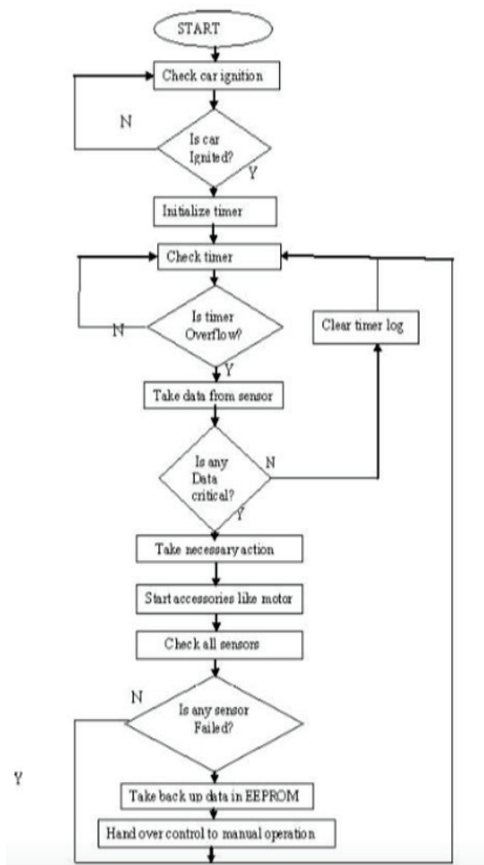 START
Check car ignition
N
Is car
Ignited?
Y
Initialize timer
Check timer
Is timer
Overflow?
N
Clear timer log
Y
Take data from sensor
Is any
Data
critical?
N
Y
Take necessary action
Start accessories like motor
Check all sensors
N
Is any sensor
Failed?
Y
Take back up data in EEPROM
Hand over control to manual operation